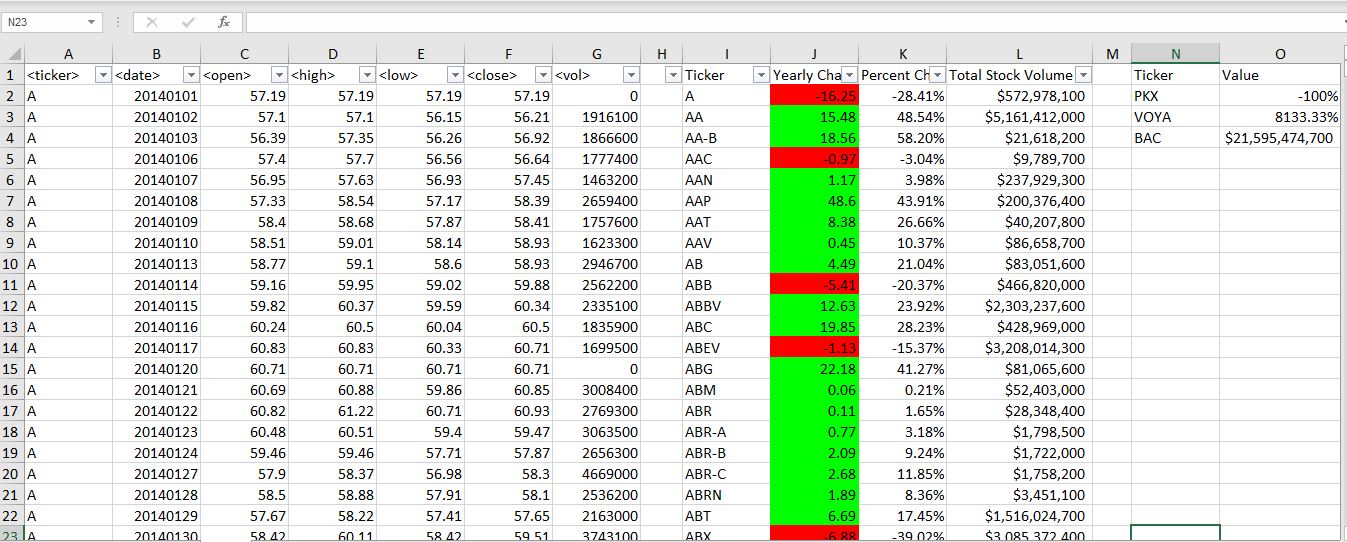 N23 fx
A B C D E F G H I J K L M N O
1 <ticker> <date> <open> <high> <low> <close> <vol> Ticker Yearly Cha Percent Ch Total Stock Volume Ticker Value
2 A 20140101 57.19 57.19 57.19 57.19 0 A -16.25 -28.41% $572,978,100 PKX -100%
3 A 20140102 57.1 57.1 56.15 56.21 1916100 AA 15.48 48.54% $5,161,412,000 VOYA 8133.33%
4 A 20140103 56.39 57.35 56.26 56.92 1866600 AA-B 18.56 58.20% $21,618,200 BAC $21,595,474,700
5 A 20140106 57.4 57.7 56.56 56.64 1777400 AAC -0.97 -3.04% $9,789,700
6 A 20140107 56.95 57.63 56.93 57.45 1463200 AAN 1.17 3.98% $237,929,300
7 A 20140108 57.33 58.54 57.17 58.39 2659400 AAP 48.6 43.91% $200,376,400
8 A 20140109 58.4 58.68 57.87 58.41 1757600 AAT 8.38 26.66% $40,207,800
9 A 20140110 58.51 59.01 58.14 58.93 1623300 AAV 0.45 10.37% $86,658,700
10 A 20140113 58.77 59.1 58.6 58.93 2946700 AB 4.49 21.04% $83,051,600
11 A 20140114 59.16 59.95 59.02 59.88 2562200 ABB -5.41 -20.37% $466,820,000
12 A 20140115 59.82 60.37 59.59 60.34 2335100 ABBV 12.63 23.92% $2,303,237,600
13 A 20140116 60.24 60.5 60.04 60.5 1835900 ABC 19.85 28.23% $428,969,000
14 A 20140117 60.83 60.83 60.33 60.71 1699500 ABEV -1.13 -15.37% $3,208,014,300
15 A 20140120 60.71 60.71 60.71 60.71 0 ABG 22.18 41.27% $81,065,600
16 A 20140121 60.69 60.88 59.86 60.85 3008400 ABM 0.06 0.21% $52,403,000
17 A 20140122 60.82 61.22 60.71 60.93 2769300 ABR 0.11 1.65% $28,348,400
18 A 20140123 60.48 60.51 59.4 59.47 3063500 ABR-A 0.77 3.18% $1,798,500
19 A 20140124 59.46 59.46 57.71 57.87 2656300 ABR-B 2.09 9.24% $1,722,000
20 A 20140127 57.9 58.37 56.98 58.3 4669000 ABR-C 2.68 11.85% $1,758,200
21 A 20140128 58.5 58.88 57.91 58.1 2536200 ABRN 1.89 8.36% $3,451,100
22 A 20140129 57.67 58.22 57.41 57.65 2163000 ABT 6.69 17.45% $1,516,024,700
23 A 20140130 58.42 60.11 58.42 59.51 3743100 ABX -6.88 -39.02% $3,085,372,400